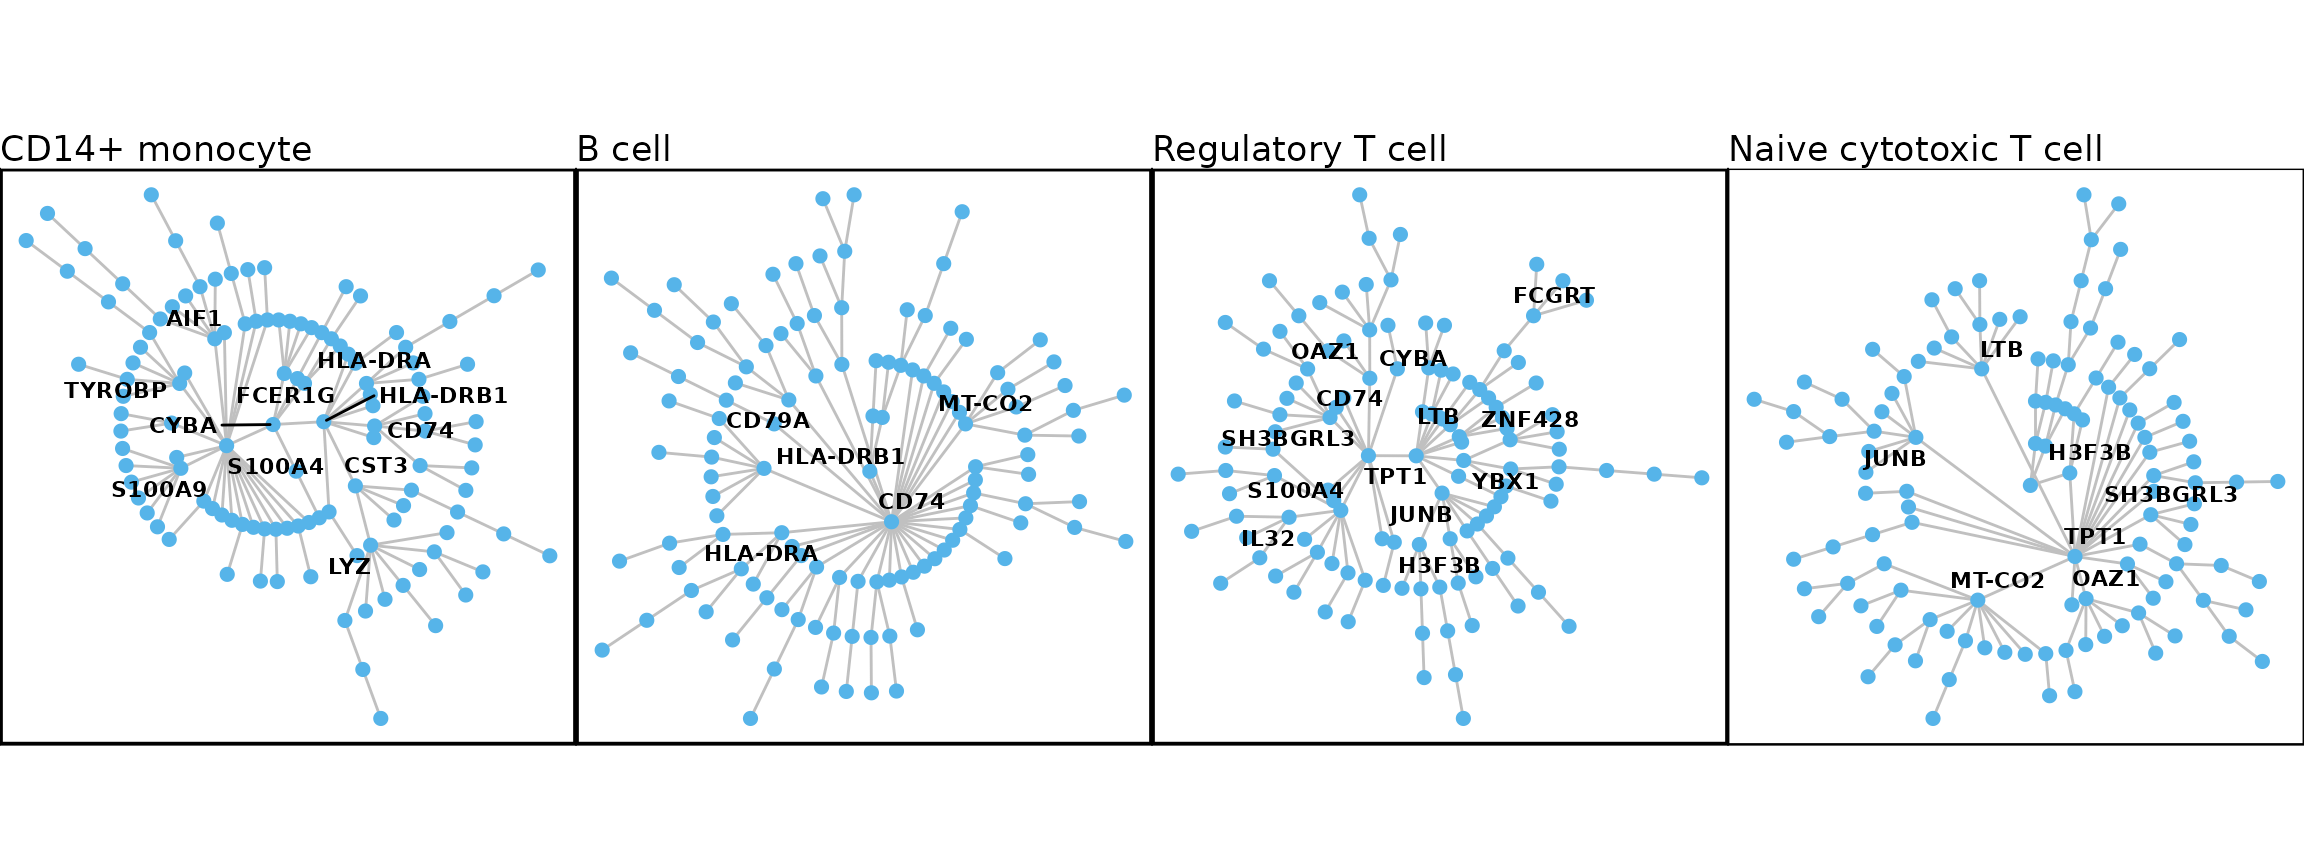 CD14+ monocyte
AIF1
HLA-DRA
TYROBP
FCER1G
HLA-DRB1
CYBA
CD74
S100A4
CST3
S100A9
LYZ
B cell
MT-CO2
CD79A
HLA-DRB1
CD74
HLA-DRA
Regulatory T cell
FCGRT
OAZ1
CYBA
CD74
LTB
ZNF428
SH3BGRL3
TPT1
YBX1
S100A4
JUNB
IL32
H3F3B
Naive cytotoxic T cell
LTB
H3F3B
JUNB
SH3BGRL3
TPT1
MT-CO2
OAZ1